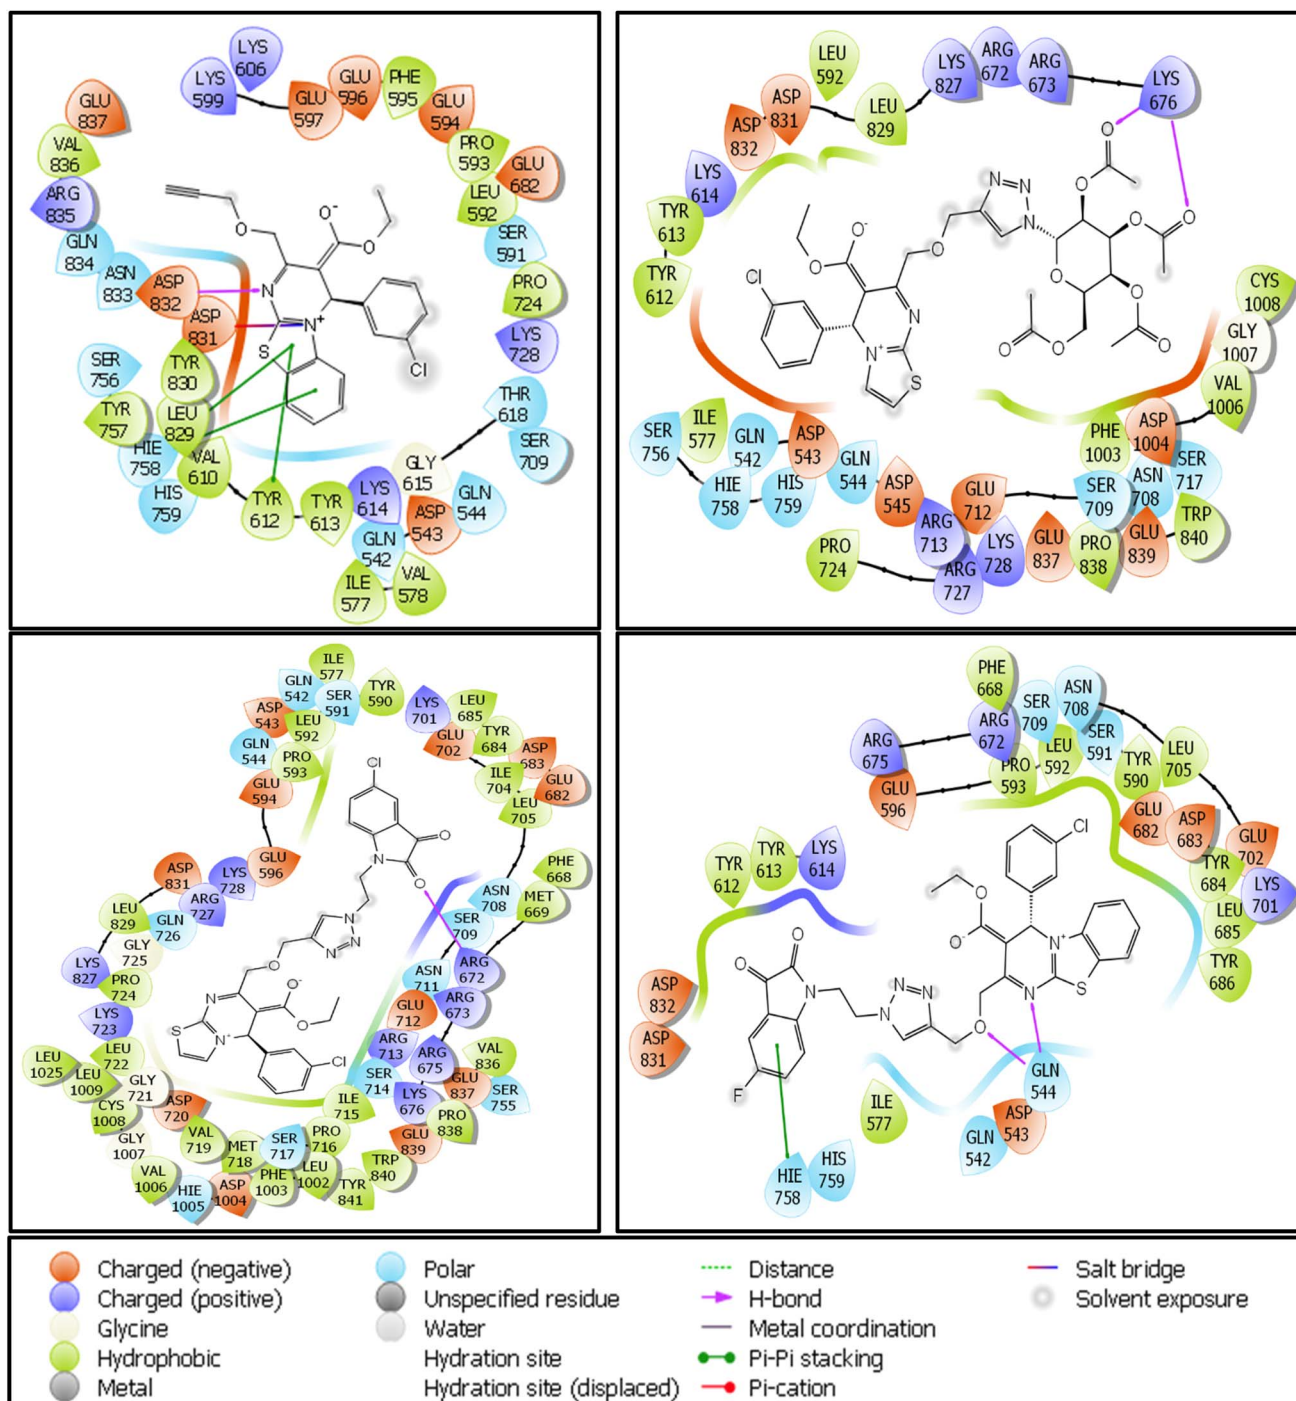 LYS
606
LYS
599
GLU
597
GLU
596
PHE
595
GLU
594
PRO
593
GLU
682
LEU
592
SER
591
PRO
724
LYS
728
THR
618
SER
709
GLY
615
GLN
544
ASP
543
LYS
614
GLN
542
VAL
578
ILE
577
TYR
613
TYR
612
VAL
610
HIS
759
HIE
758
TYR
757
SER
756
LEU
829
TYR
830
ASP
831
ASP
832
ASN
833
GLN
834
ARG
835
VAL
836
GLU
837
O
O-
O
N
N+
S
Cl
LEU
592
ASP
831
ASP
832
LEU
829
LYS
827
ARG
672
ARG
673
LYS
676
LYS
614
TYR
613
TYR
612
CYS
1008
GLY
1007
VAL
1006
ASP
1004
PHE
1003
SER
717
ASN
708
SER
709
TRP
840
GLU
839
PRO
838
GLU
837
GLU
712
LYS
728
ARG
713
ARG
727
PRO
724
ASP
545
GLN
544
ASP
543
HIS
759
GLN
542
HIE
758
ILE
577
SER
756
N
N
N
O
O
O
O
O
O
O
O
O
O
O-
O
O
Cl
N
N+
S
ILE
577
GLN
542
SER
591
TYR
590
ASP
543
LEU
592
GLN
544
PRO
593
GLU
594
GLU
596
LYS
701
LEU
685
GLU
702
TYR
684
ASP
683
ILE
704
GLU
682
LEU
705
PHE
668
MET
669
ASN
708
SER
709
ARG
672
ASN
711
ARG
673
GLU
712
ARG
713
ARG
675
VAL
836
SER
714
LYS
676
GLU
837
SER
755
ILE
715
PRO
838
PRO
716
GLU
839
TRP
840
TYR
841
LEU
1002
SER
717
PHE
1003
MET
718
ASP
1004
HIE
1005
VAL
719
VAL
1006
ASP
720
GLY
1007
GLY
721
CYS
1008
LEU
1009
LEU
1025
LEU
722
LYS
723
PRO
724
LYS
827
GLY
725
LEU
829
GLN
726
ARG
727
ASP
831
LYS
728
Cl
O
O
N
N
N
N
O
O-
O
N
N+
S
Cl
PHE
668
ARG
672
SER
709
ASN
708
SER
591
LEU
705
ARG
675
GLU
596
PRO
593
LEU
592
TYR
590
GLU
682
ASP
683
GLU
702
TYR
684
LYS
701
LEU
685
TYR
686
TYR
612
TYR
613
LYS
614
ASP
832
ASP
831
ILE
577
GLN
542
ASP
543
GLN
544
HIE
758
HIS
759
Cl
O
O-
N+
N
S
O
O
O
N
N
N
N
F
Charged (negative)
Charged (positive)
Glycine
Hydrophobic
Metal
Polar
Unspecified residue
Water
Hydration site
Hydration site (displaced)
Distance
H-bond
Metal coordination
Pi-Pi stacking
Pi-cation
Salt bridge
Solvent exposure